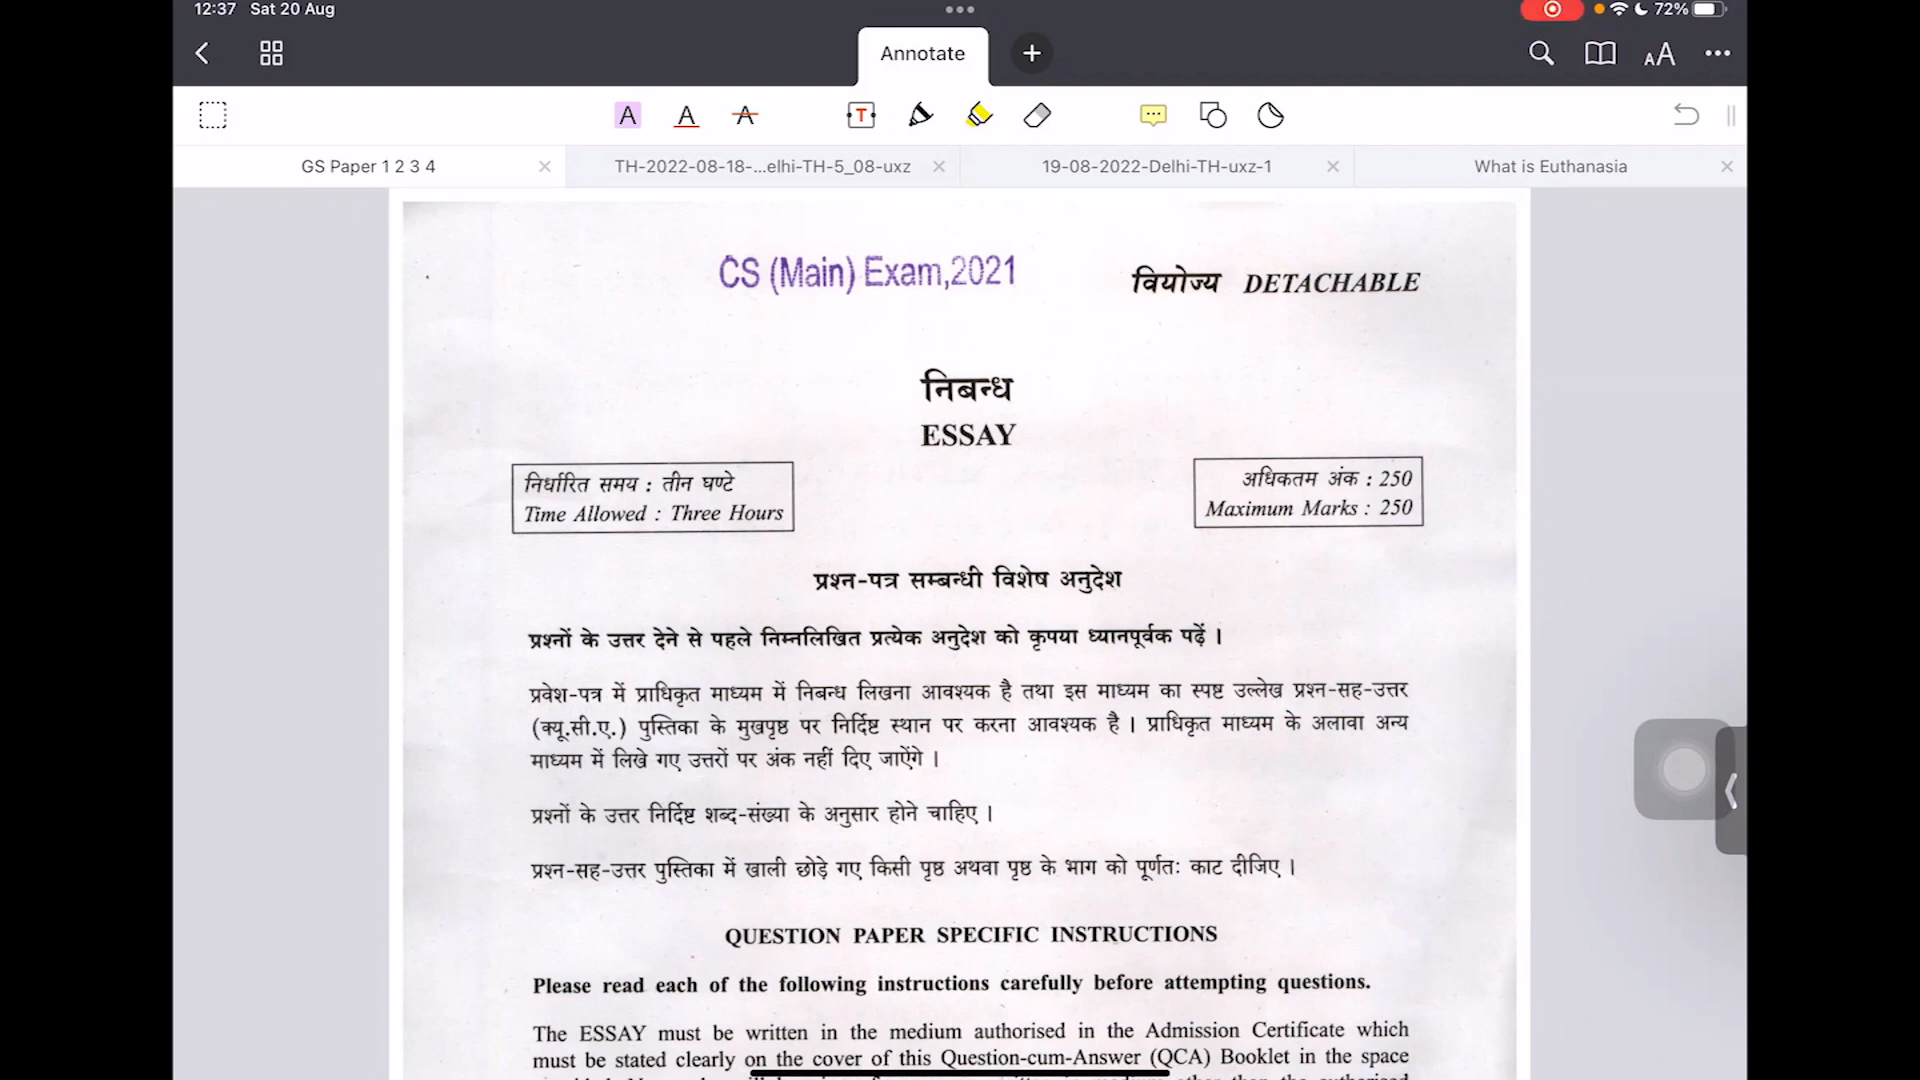 12:37 Sat 20 Aug
72%
Annotate
AA
A A A T
GS Paper 1 2 3 4
TH-2022-08-18-...elhi-TH-5_08-uxz
19-08-2022-Delhi-TH-uxz-1
What is Euthanasia
CS (Main) Exam,2021
वियोज्य DETACHABLE
निबन्ध
ESSAY
निर्धारित समय : तीन घण्टे
Time Allowed : Three Hours
अधिकतम अंक : 250
Maximum Marks : 250
प्रश्न-पत्र सम्बन्धी विशेष अनुदेश
प्रश्नों के उत्तर देने से पहले निम्नलिखित प्रत्येक अनुदेश को कृपया ध्यानपूर्वक पढ़ें ।
प्रवेश-पत्र में प्राधिकृत माध्यम में निबन्ध लिखना आवश्यक है तथा इस माध्यम का स्पष्ट उल्लेख प्रश्न-सह-उत्तर
(क्यू.सी.ए.) पुस्तिका के मुखपृष्ठ पर निर्दिष्ट स्थान पर करना आवश्यक है । प्राधिकृत माध्यम के अलावा अन्य
माध्यम में लिखे गए उत्तरों पर अंक नहीं दिए जाऐंगे ।
प्रश्नों के उत्तर निर्दिष्ट शब्द-संख्या के अनुसार होने चाहिए ।
प्रश्न-सह-उत्तर पुस्तिका में खाली छोड़े गए किसी पृष्ठ अथवा पृष्ठ के भाग को पूर्णतः काट दीजिए ।
QUESTION PAPER SPECIFIC INSTRUCTIONS
Please read each of the following instructions carefully before attempting questions.
The ESSAY must be written in the medium authorised in the Admission Certificate which
must be stated clearly on the cover of this Question-cum-Answer (QCA) Booklet in the space